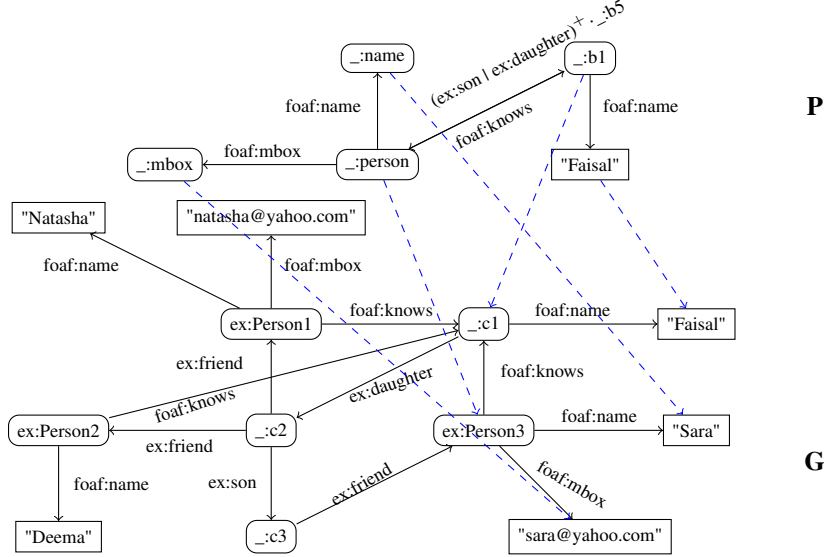 (ex:son | ex:daughter)⁺ · _:b5
_:name
_:b1
foaf:name
foaf:knows
foaf:name
P
foaf:mbox
_:mbox
_:person
"Faisal"
"Natasha"
"natasha@yahoo.com"
foaf:name
foaf:mbox
foaf:knows
foaf:name
ex:Person1
_:c1
"Faisal"
ex:friend
ex:daughter
foaf:knows
foaf:knows
foaf:name
ex:Person2
ex:friend
_:c2
ex:Person3
"Sara"
G
foaf:name
ex:son
ex:friend
foaf:mbox
"Deema"
_:c3
"sara@yahoo.com"